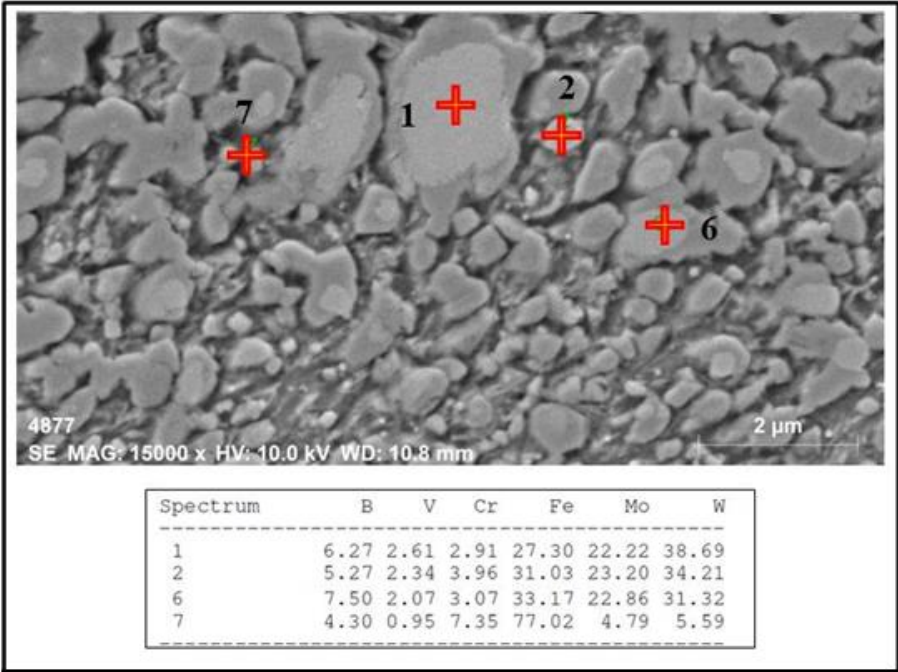 7
1
2
6
4877
2 µm
SE MAG: 15000 x HV: 10.0 kV WD: 10.8 mm
Spectrum B V Cr Fe Mo W
1 6.27 2.61 2.91 27.30 22.22 38.69
2 5.27 2.34 3.96 31.03 23.20 34.21
6 7.50 2.07 3.07 33.17 22.86 31.32
7 4.30 0.95 7.35 77.02 4.79 5.59